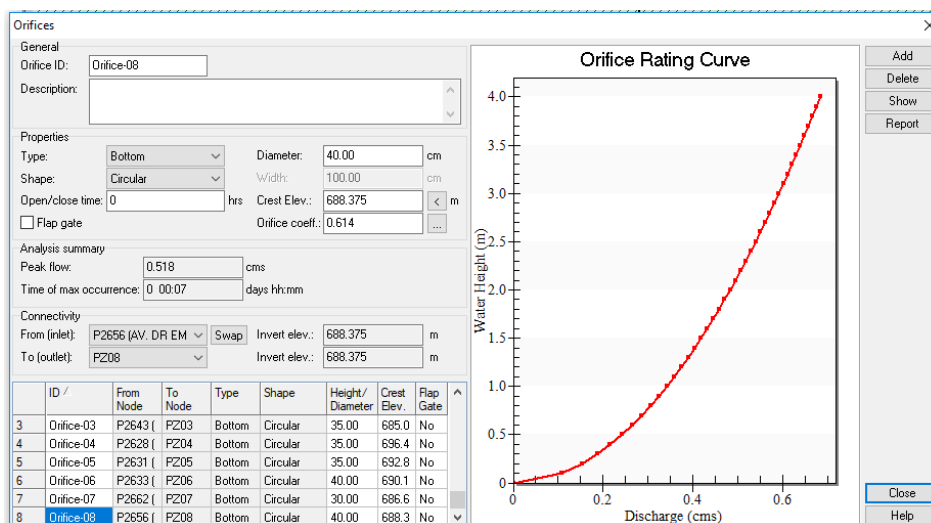 Orifices
General
Orifice ID: Orifice-08
Description:
Properties
Type: Bottom Diameter: 40.00 cm
Shape: Circular Width: 100.00 cm
Open/close time: 0 hrs Crest Elev.: 688.375 < m
Flap gate Orifice coeff.: 0.614 ...
Analysis summary
Peak flow: 0.518 cms
Time of max occurrence: 0 00:07 days hh:mm
Connectivity
From (inlet): P2656 (AV. DR EM Swap Invert elev.: 688.375 m
To (outlet): PZ08 Invert elev.: 688.375 m
ID From Node To Node Type Shape Height/ Diameter Crest Elev. Flap Gate
3 Orifice-03 P2643 ( PZ03 Bottom Circular 35.00 685.0 No
4 Orifice-04 P2628 ( PZ04 Bottom Circular 35.00 696.4 No
5 Orifice-05 P2631 ( PZ05 Bottom Circular 35.00 692.8 No
6 Orifice-06 P2633 ( PZ06 Bottom Circular 40.00 690.1 No
7 Orifice-07 P2662 ( PZ07 Bottom Circular 30.00 686.6 No
8 Orifice-08 P2656 ( PZ08 Bottom Circular 40.00 688.3 No
Orifice Rating Curve
Water Height (m)
4.0
3.0
2.5
2.0
1.5
1.0
0.5
0
0 0.2 0.4 0.6
Discharge (cms)
Add
Delete
Show
Report
Close
Help